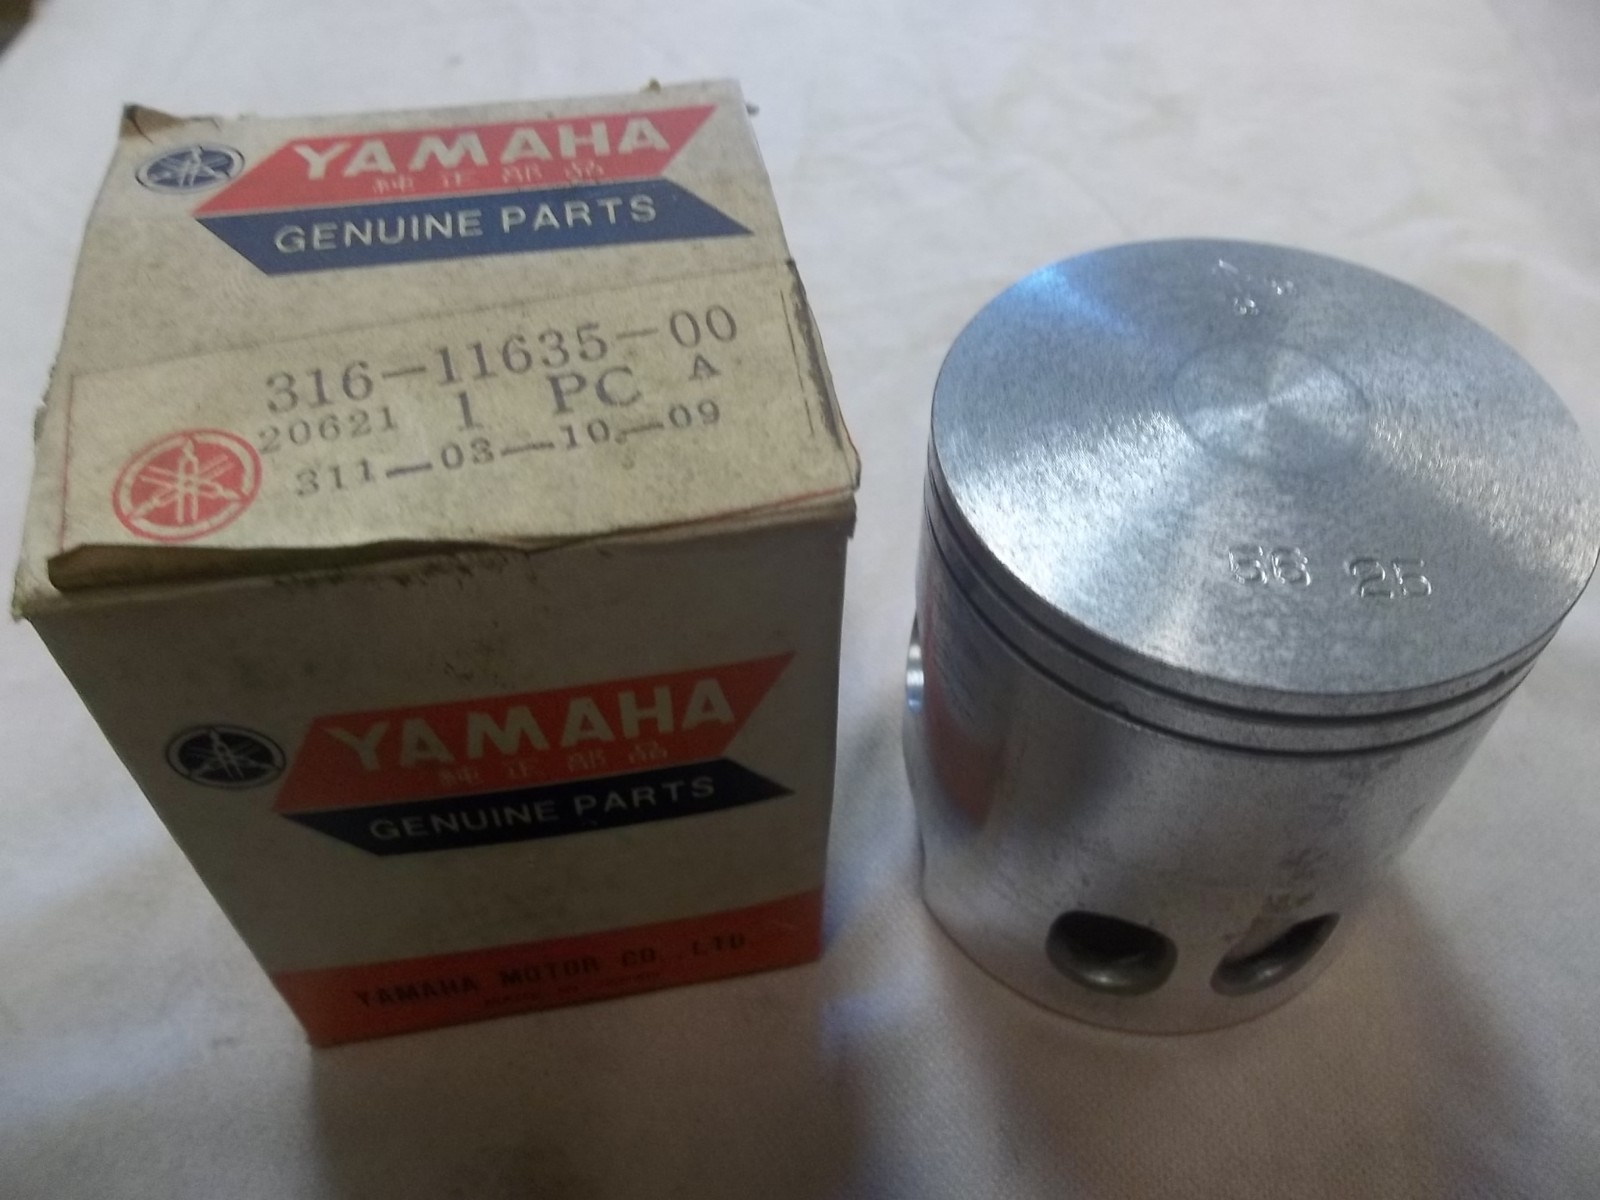 YAMAHA
純正部品
GENUINE PARTS
316-11635-00
20621 1 PC A
311-03-10-09
YAMAHA
純正部品
GENUINE PARTS
YAMAHA MOTOR CO.,LTD.
56 25